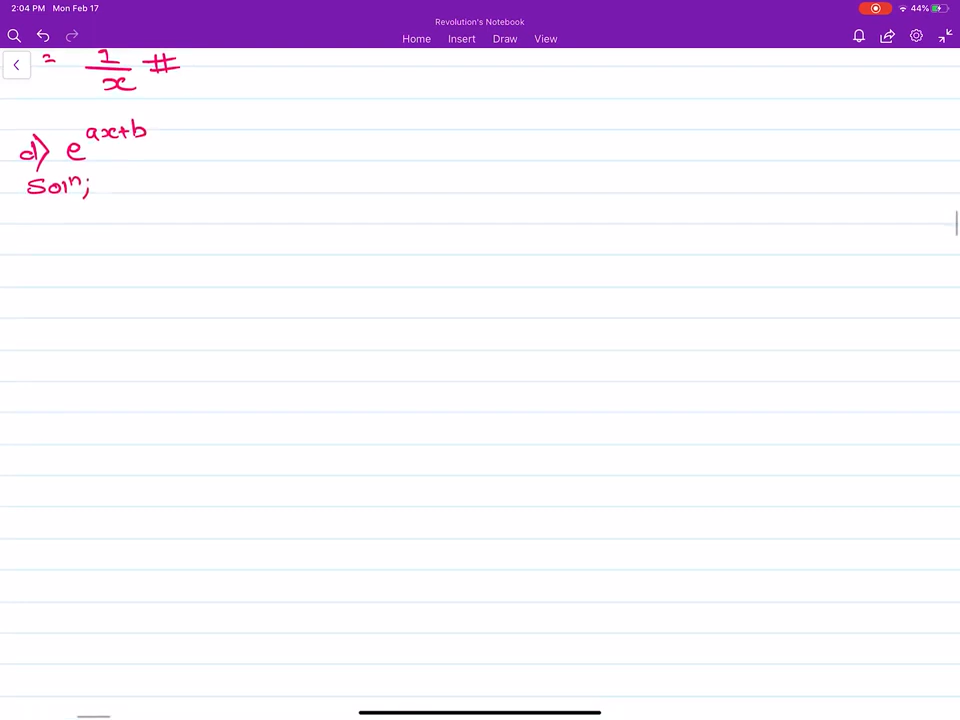 2:04 PM Mon Feb 17
44%
Revolution's Notebook
Home Insert Draw View
= 1/x #
d) e^{ax+b}
Solⁿ;